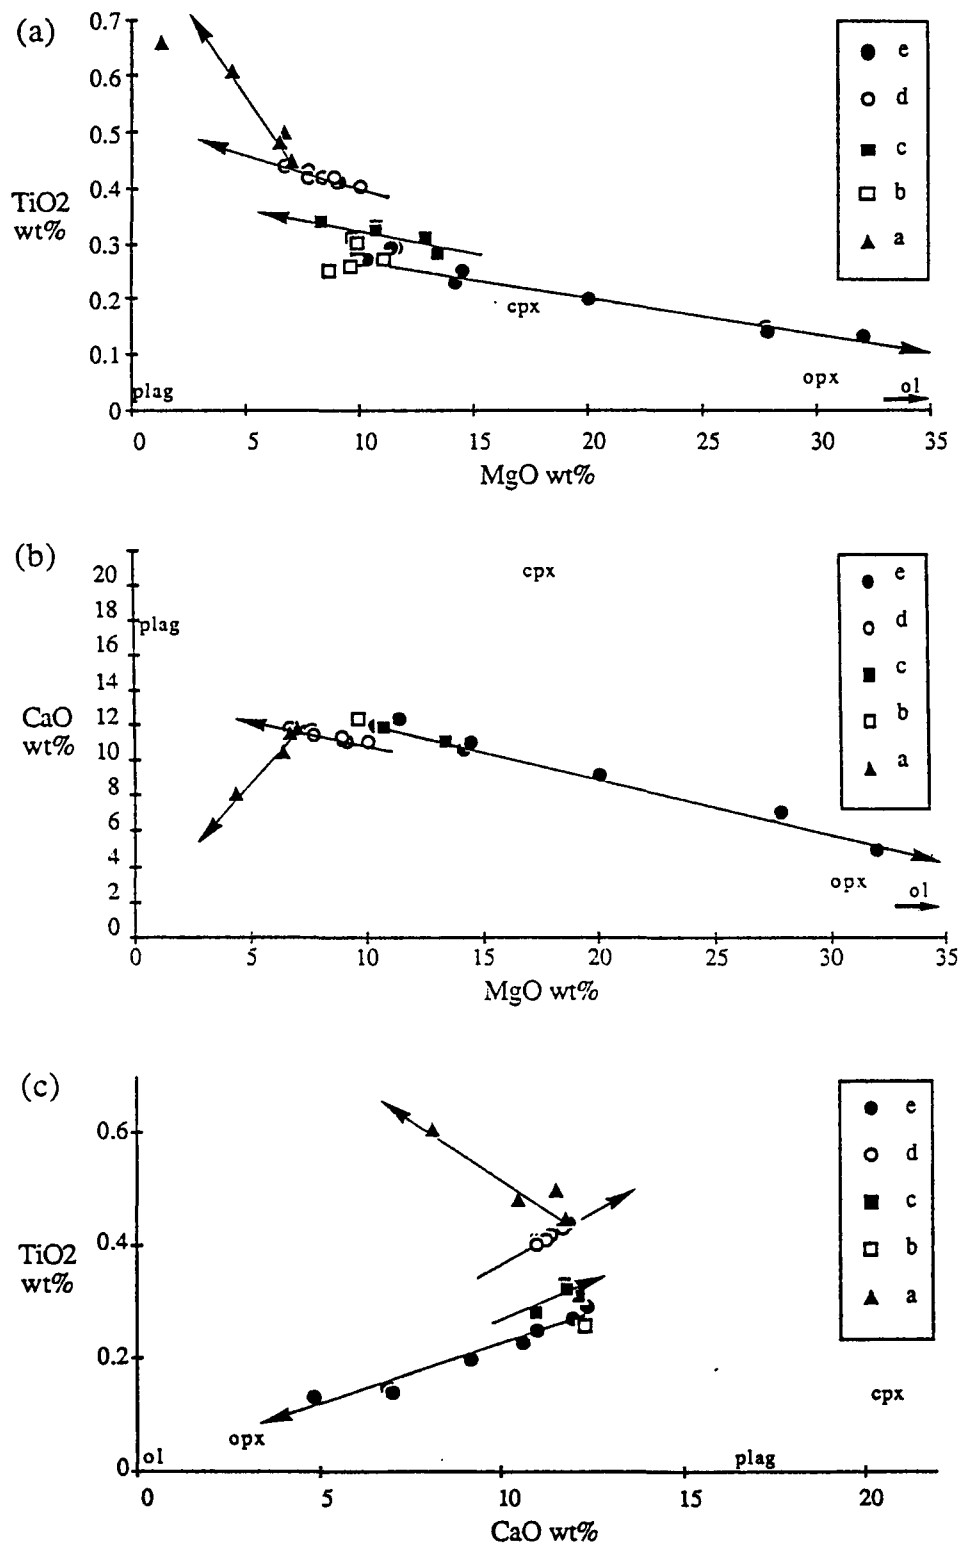 (a)
0.7
0.6
0.5
0.4
0.3
0.2
0.1
0
TiO2
wt%
e
d
c
b
a
cpx
opx
ol
plag
0 5 10 15 20 25 30 35
MgO wt%
(b)
20
18
16
14
12
10
8
6
4
2
0
CaO
wt%
cpx
plag
e
d
c
b
a
opx
ol
0 5 10 15 20 25 30 35
MgO wt%
(c)
0.6
0.4
0.2
0
TiO2
wt%
e
d
c
b
a
cpx
opx
ol
plag
0 5 10 15 20
CaO wt%